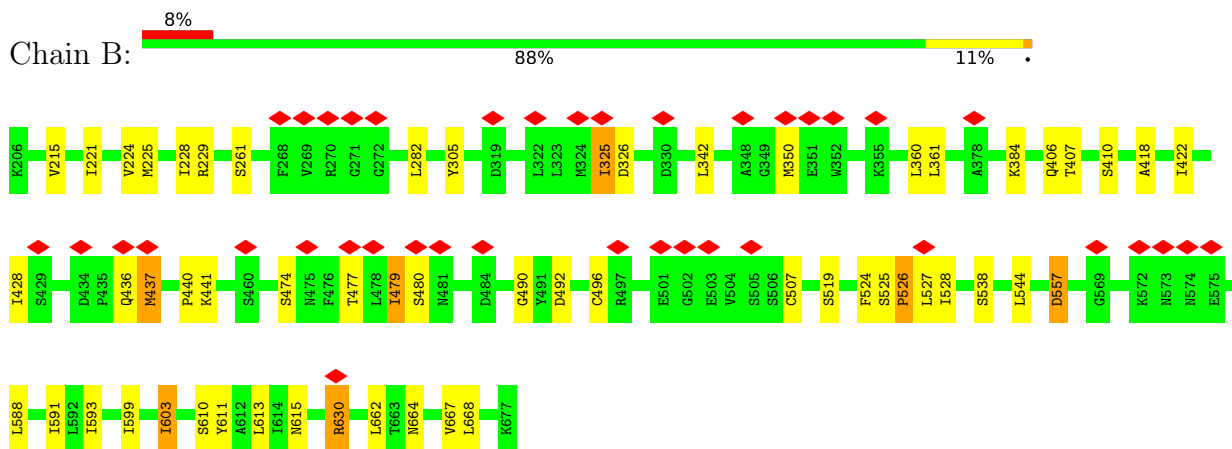 8%
Chain B:
88% 11% •
K206 V215 I221 V224 M225 I228 R229 S261 F268 V269 R270 G271 G272 L282 Y305 D319 L322 L323 M324 I325 D326 D330 L342 A348 G349 M350 E351 W352 K355 L360 L361 A378 K384 Q406 T407 S410 A418 I422
I428 S429 D434 P435 Q436 M437 P440 K441 S460 S474 N475 P476 T477 L478 I479 S480 N481 D484 G490 Y491 D492 C496 R497 E501 G502 E503 V504 S505 S506 C507 S519 F524 S525 P526 L527 I528 S538 L544 D557 G569 K572 N573 N574 E575
L588 I591 L592 I593 I599 I603 S610 Y611 A612 L613 I614 N615 R630 L662 T663 N664 V667 L668 K677